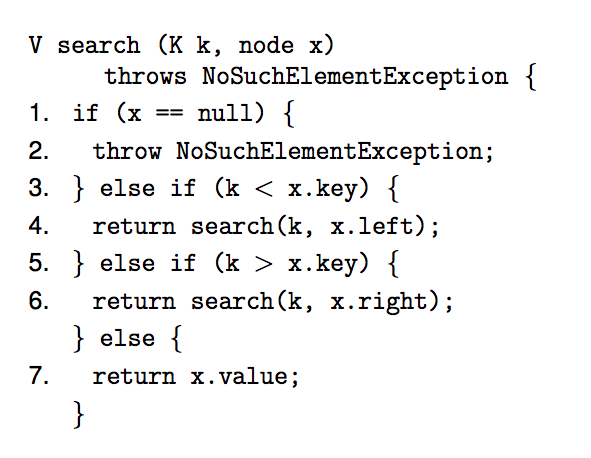 V search (K k, node x)
throws NoSuchElementException {
1. if (x == null) {
2. throw NoSuchElementException;
3. } else if (k < x.key) {
4. return search(k, x.left);
5. } else if (k > x.key) {
6. return search(k, x.right);
} else {
7. return x.value;
}